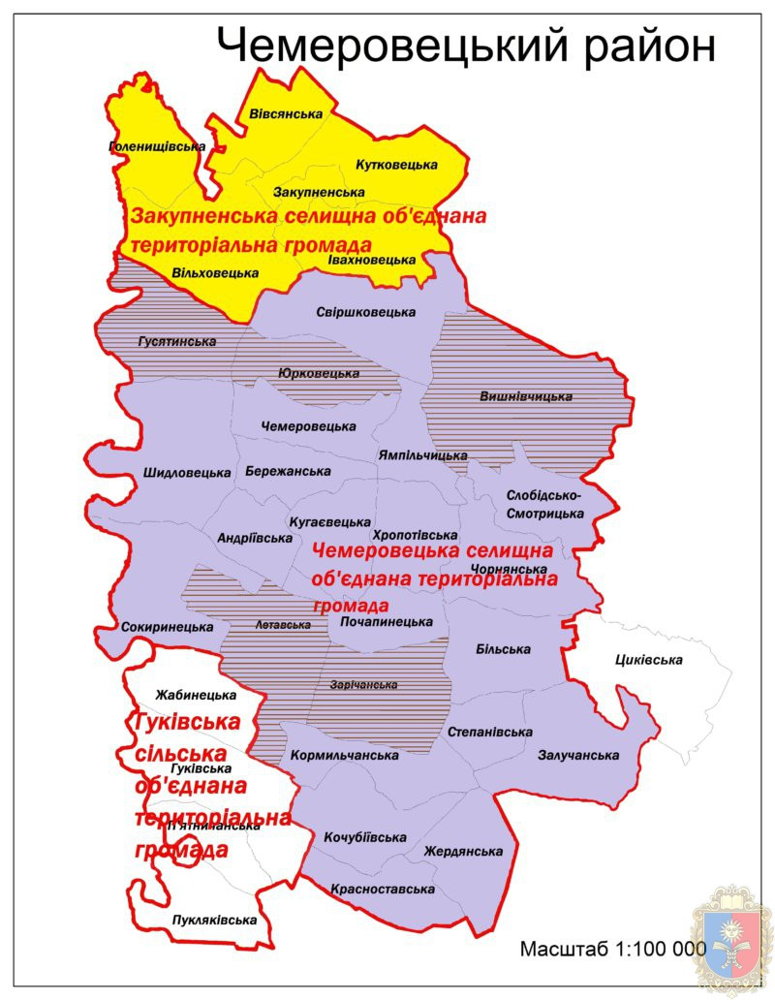 Чемеровецький район
Вівсянська
Голенищівська
Кутковецька
Закупненська
Закупненська селищна об'єднана
територіальна громада
Івахновецька
Вільховецька
Свіршковецька
Гусятинська
Юрковецька
Вишнівчицька
Чемеровецька
Ямпільчицька
Шидловецька
Бережанська
Слобідсько-
Смотрицька
Кугаєвецька
Андріївська
Хропотівська
Чемеровецька селищна
об'єднана територіальна
громада
Чорнянська
Почапинецька
Летавська
Сокиринецька
Більська
Циківська
Зарічанська
Жабинецька
Гуківська
сільська
об'єднана
територіальна
громада
Гуківська
П'ятничанська
Степанівська
Кормильчанська
Залучанська
Кочубіївська
Жердянська
Красноставська
Пукляківська
Масштаб 1:100 000